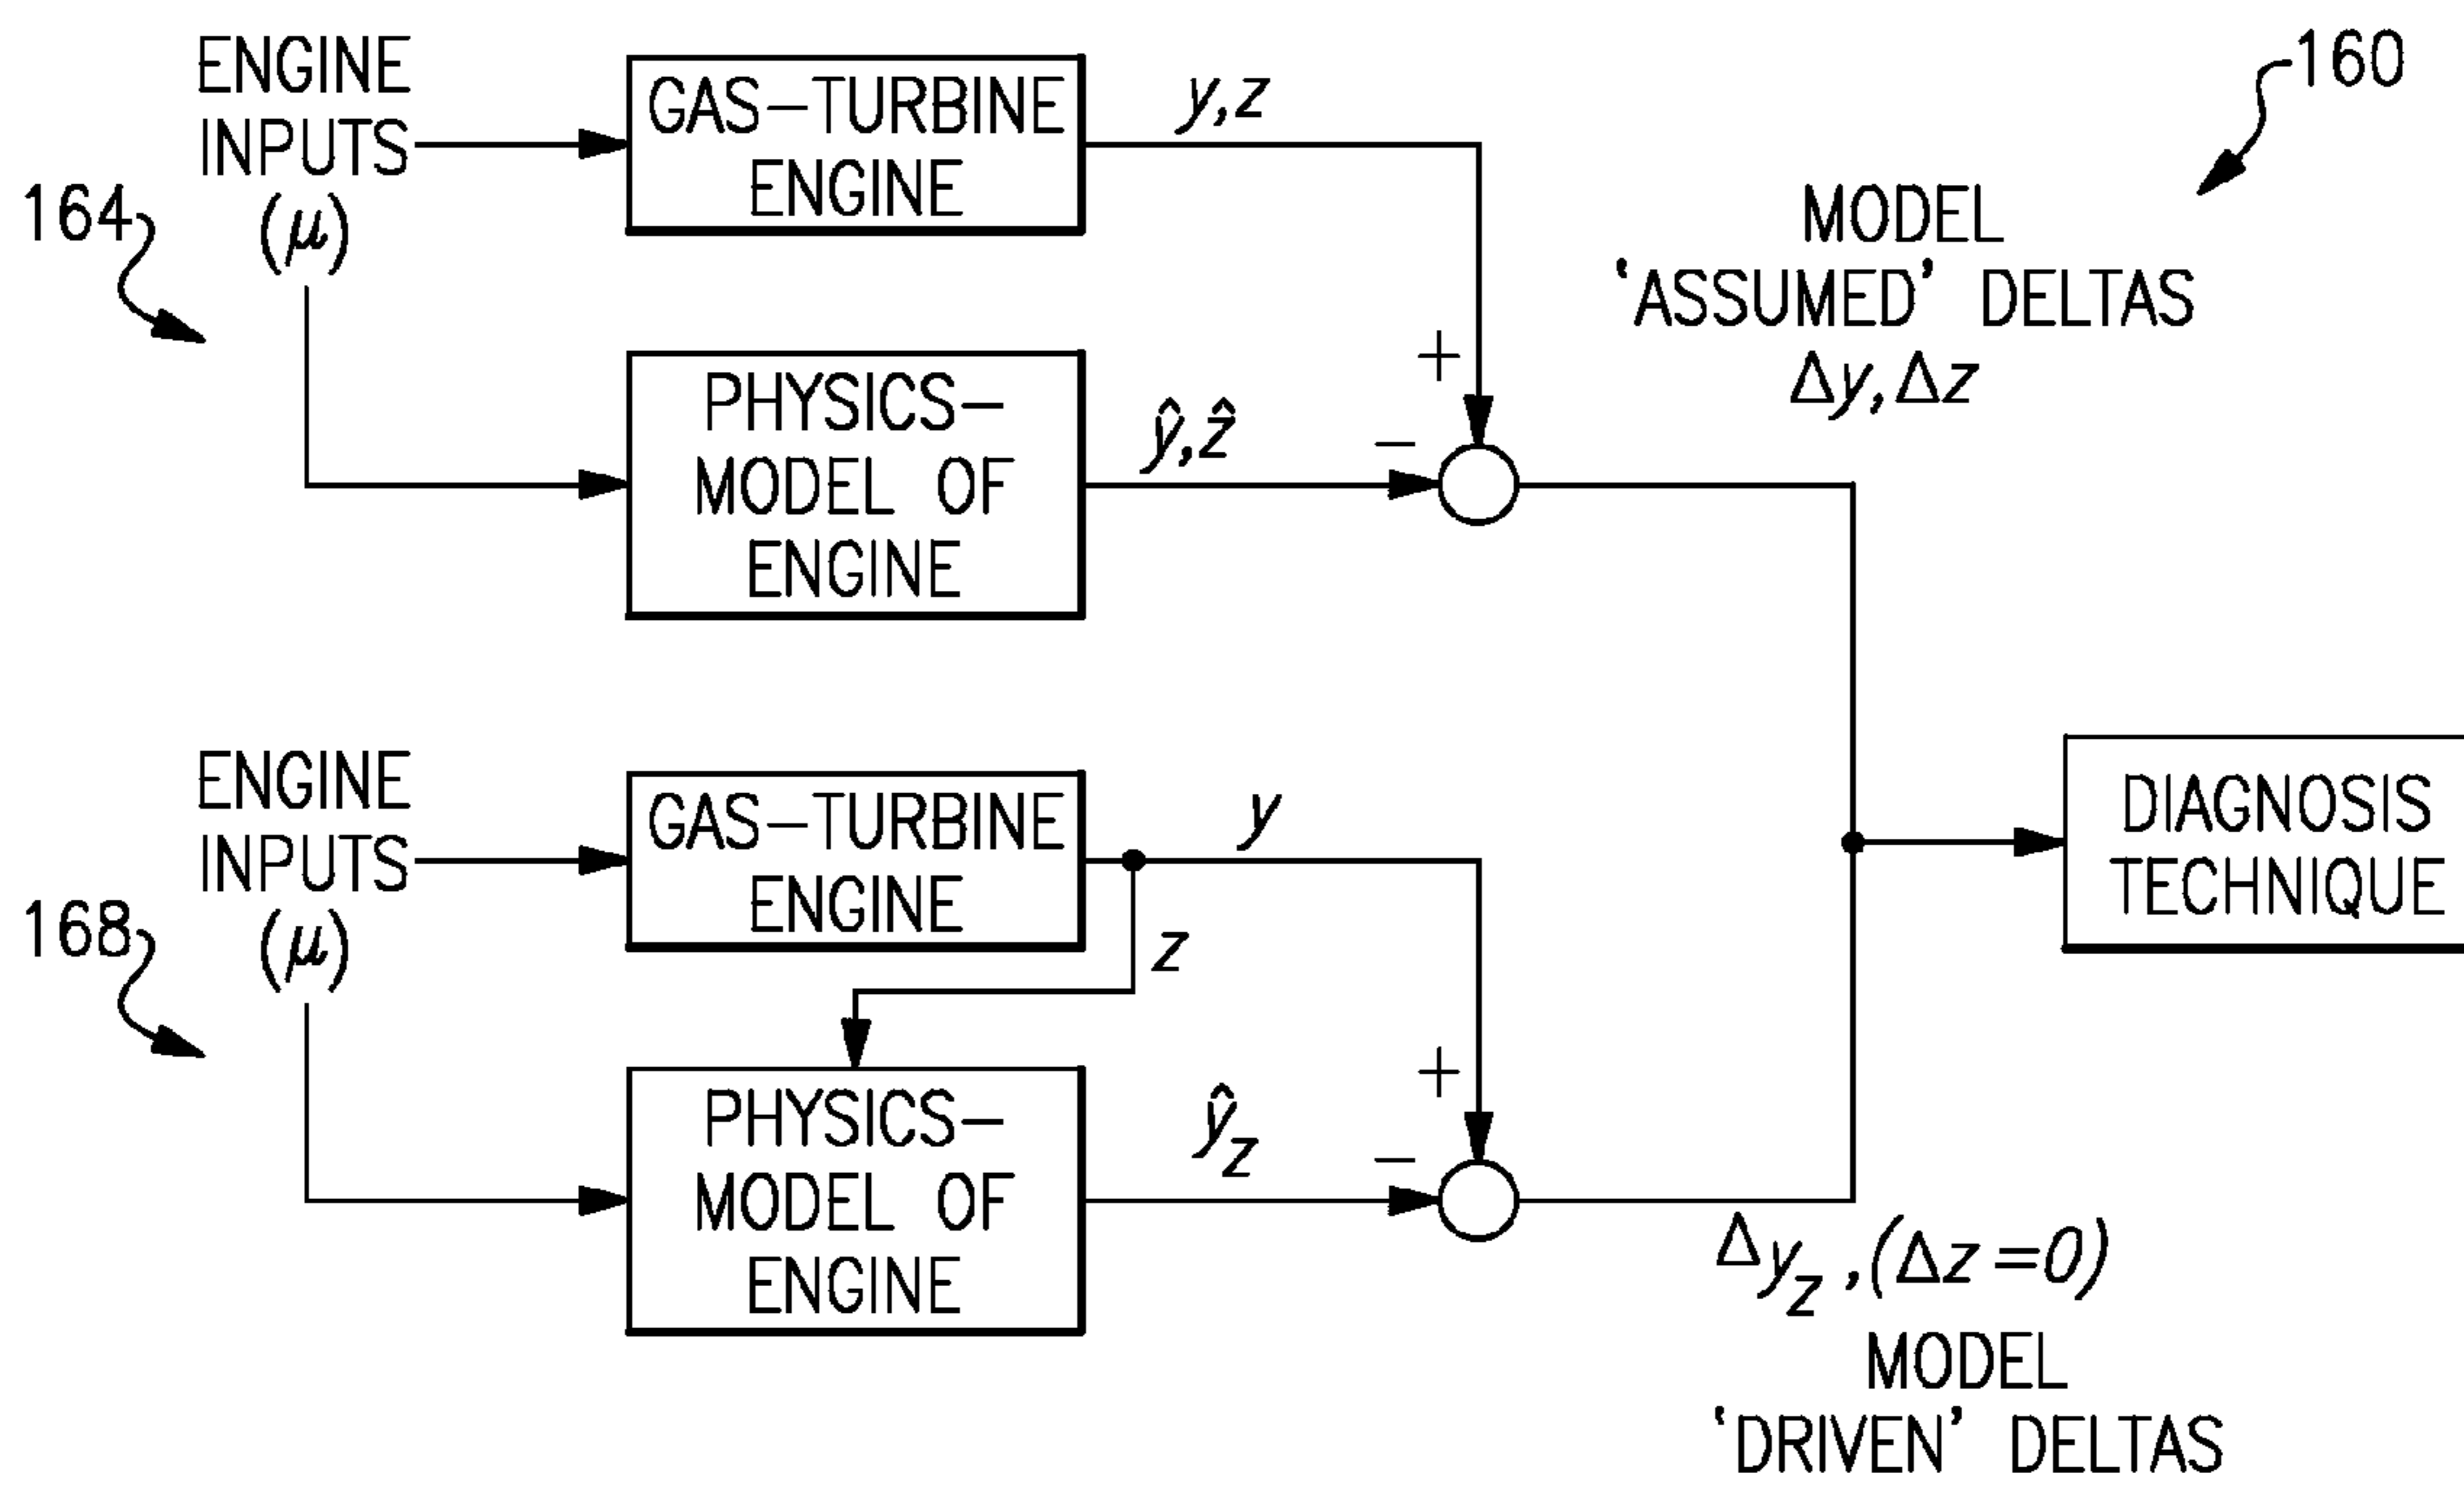 160
ENGINE
INPUTS
(μ)
164
GAS–TURBINE
ENGINE
y,z
MODEL
‘ASSUMED’ DELTAS
Δy,Δz
PHYSICS–
MODEL OF
ENGINE
ŷ,ẑ
+
–
ENGINE
INPUTS
(μ)
168
GAS–TURBINE
ENGINE
y
z
DIAGNOSIS
TECHNIQUE
PHYSICS–
MODEL OF
ENGINE
ŷz
+
–
Δyz,(Δz=0)
MODEL
‘DRIVEN’ DELTAS